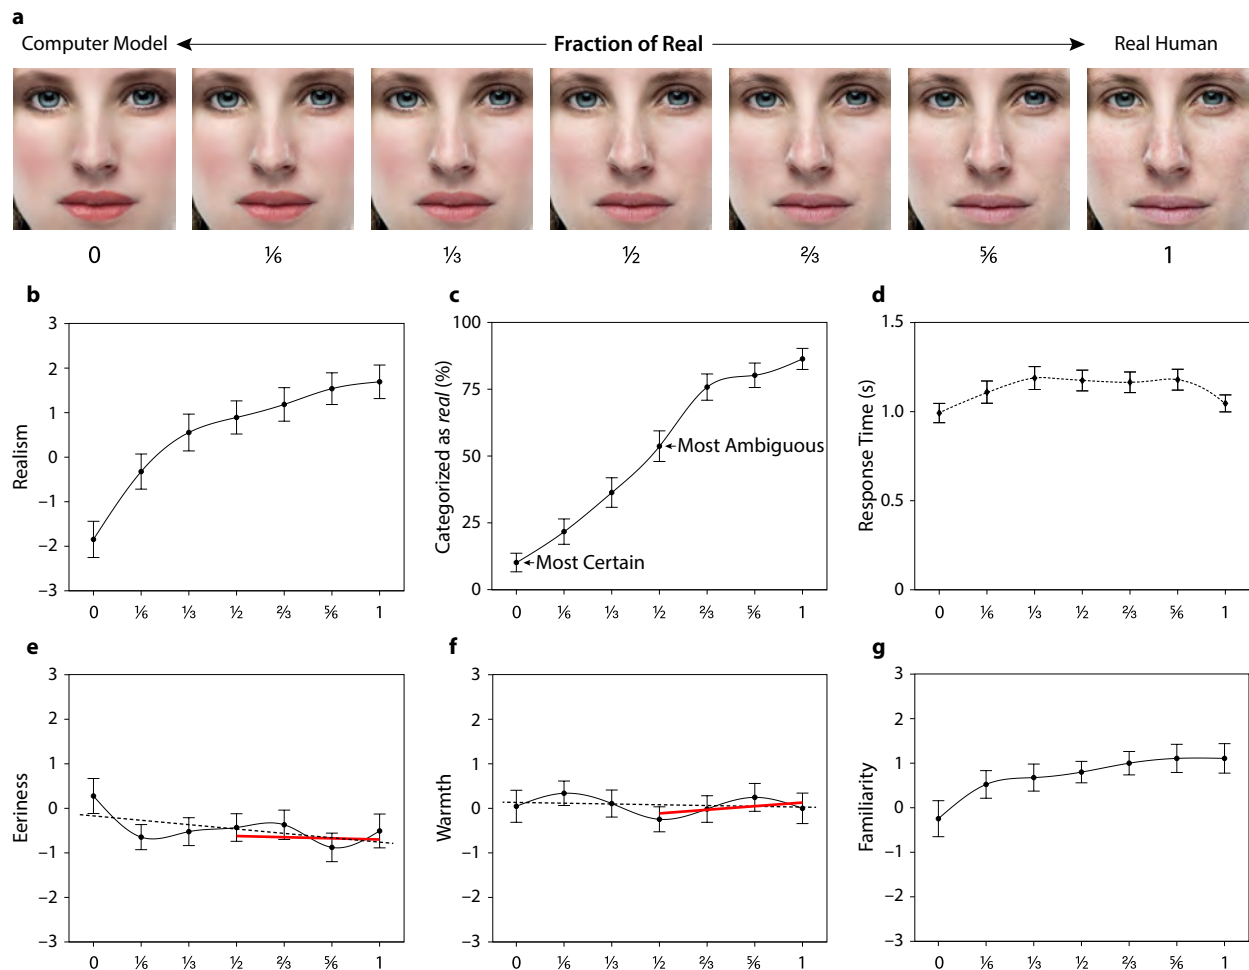 a
Computer Model Fraction of Real Real Human
0 ⅙ ⅓ ½ ⅔ ⅚ 1
b
3
2
1
0
−1
−2
−3
Realism
0 ⅙ ⅓ ½ ⅔ ⅚ 1
c
100
75
50
25
0
Categorized as real (%)
Most Ambiguous
Most Certain
0 ⅙ ⅓ ½ ⅔ ⅚ 1
d
1.5
1.0
0.5
0
Response Time (s)
0 ⅙ ⅓ ½ ⅔ ⅚ 1
e
3
2
1
0
−1
−2
−3
Eeriness
0 ⅙ ⅓ ½ ⅔ ⅚ 1
f
3
2
1
0
−1
−2
−3
Warmth
0 ⅙ ⅓ ½ ⅔ ⅚ 1
g
3
2
1
0
−1
−2
−3
Familiarity
0 ⅙ ⅓ ½ ⅔ ⅚ 1